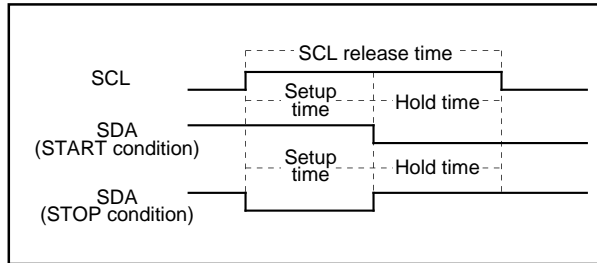 SCL release time
SCL
Setup
time
Hold time
SDA
(START condition)
Setup
time
Hold time
SDA
(STOP condition)